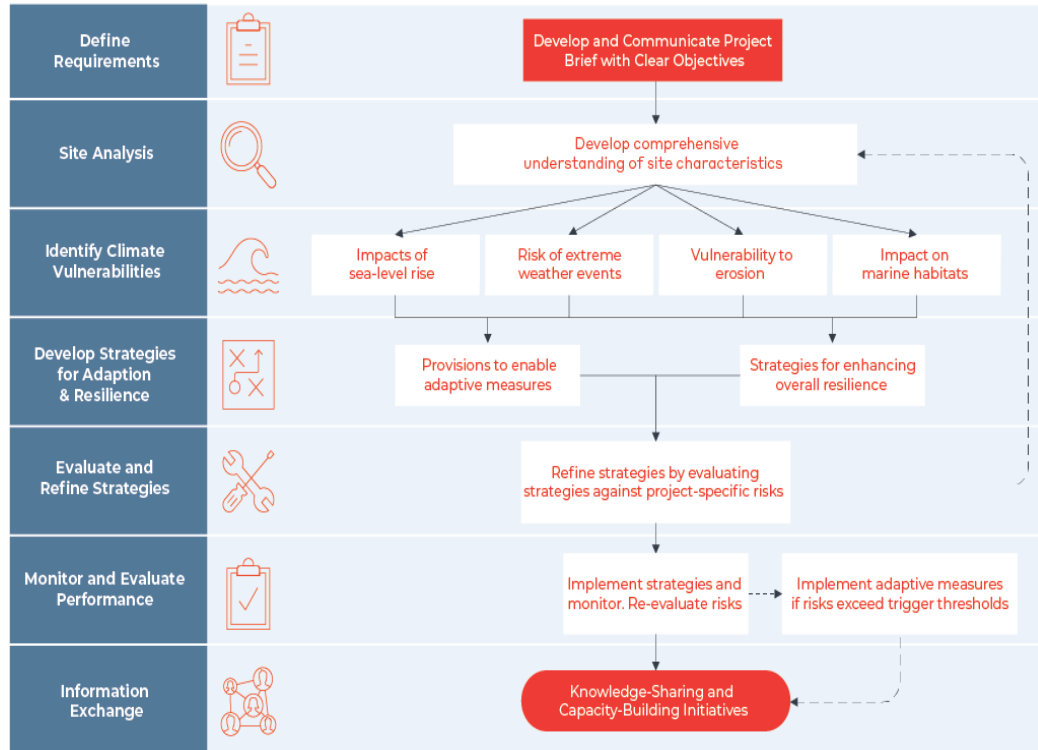 Define
Requirements
Develop and Communicate Project
Brief with Clear Objectives
Site Analysis
Develop comprehensive
understanding of site characteristics
Identify Climate
Vulnerabilities
Impacts of
sea-level rise
Risk of extreme
weather events
Vulnerability to
erosion
Impact on
marine habitats
Develop Strategies
for Adaption
& Resilience
Provisions to enable
adaptive measures
Strategies for enhancing
overall resilience
Evaluate and
Refine Strategies
Refine strategies by evaluating
strategies against project-specific risks
Monitor and Evaluate
Performance
Implement strategies and
monitor. Re-evaluate risks
Implement adaptive measures
if risks exceed trigger thresholds
Information
Exchange
Knowledge-Sharing and
Capacity-Building Initiatives